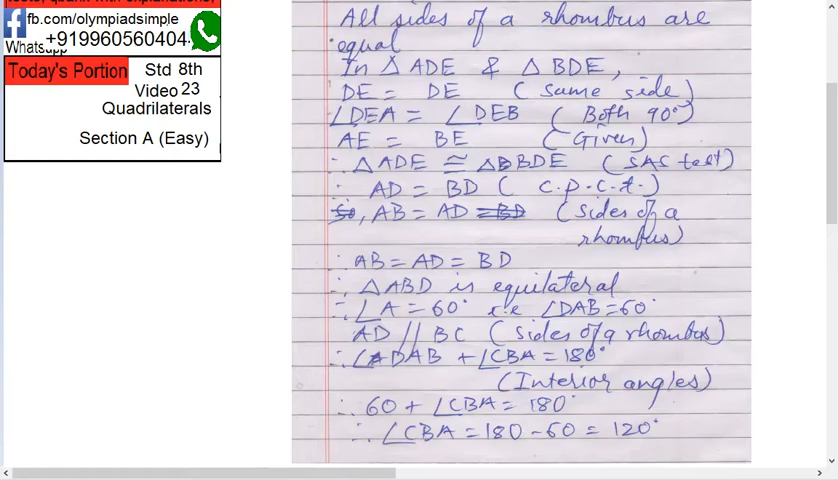 fb.com/olympiadsimple
+919960560404
Whatsupp
Today's Portion
Std 8th
Video 23
Quadrilaterals
Section A (Easy)
All sides of a rhombus are
equal
In △ ADE & △ BDE,
DE = DE (Same side)
∠DEA = ∠DEB (Both 90°)
AE = BE (Given)
∴ △ ADE ≅ △BDE (SAS test)
∴ AD = BD ( C.p.c.t.)
So, AB = AD = BD (Sides of a
rhombus)
∴ AB = AD = BD
∴ △ABD is equilateral
∴ ∠A = 60° i.e ∠DAB = 60°
AD // BC (Sides of a rhombus)
∴ ∠DAB + ∠CBA = 180°
(Interior angles)
∴ 60 + ∠CBA = 180°
∴ ∠CBA = 180 - 60 = 120°